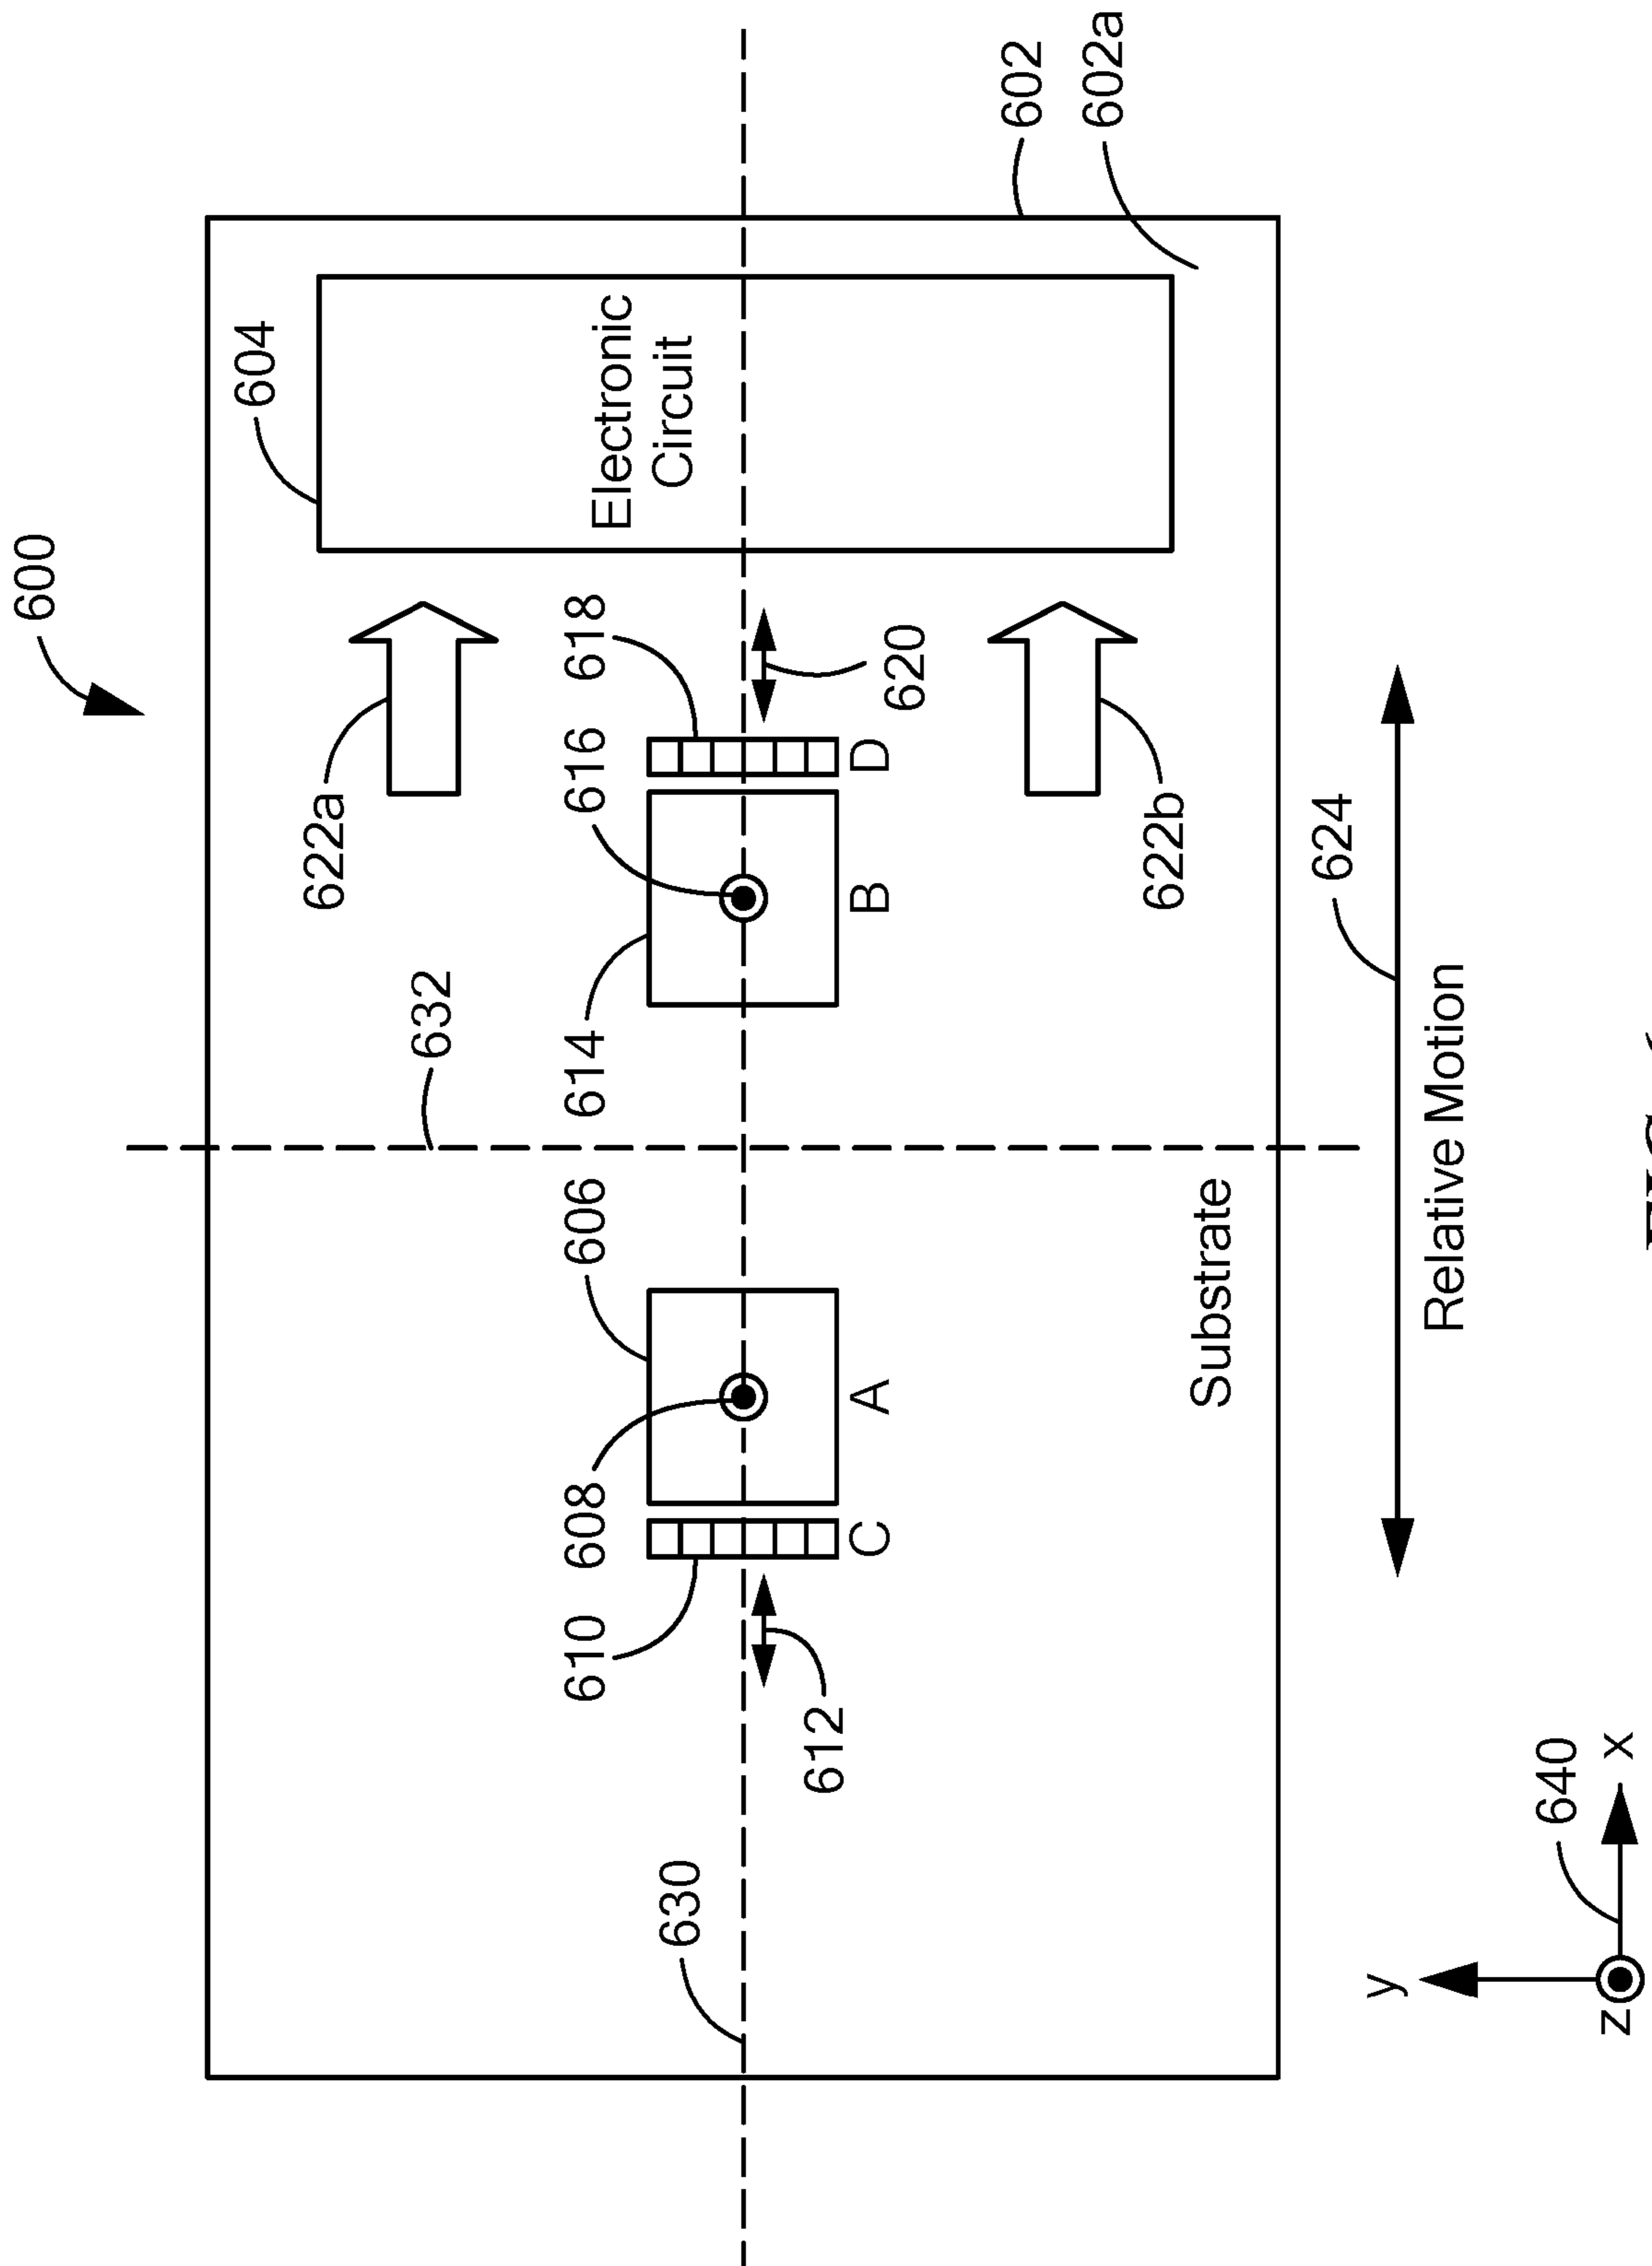 600
604
622a
632
610 608 606 614 616 618
Electronic
Circuit
630
612
C A B D
620
602
602a
622b
Substrate
624
y
Relative Motion
640
z x